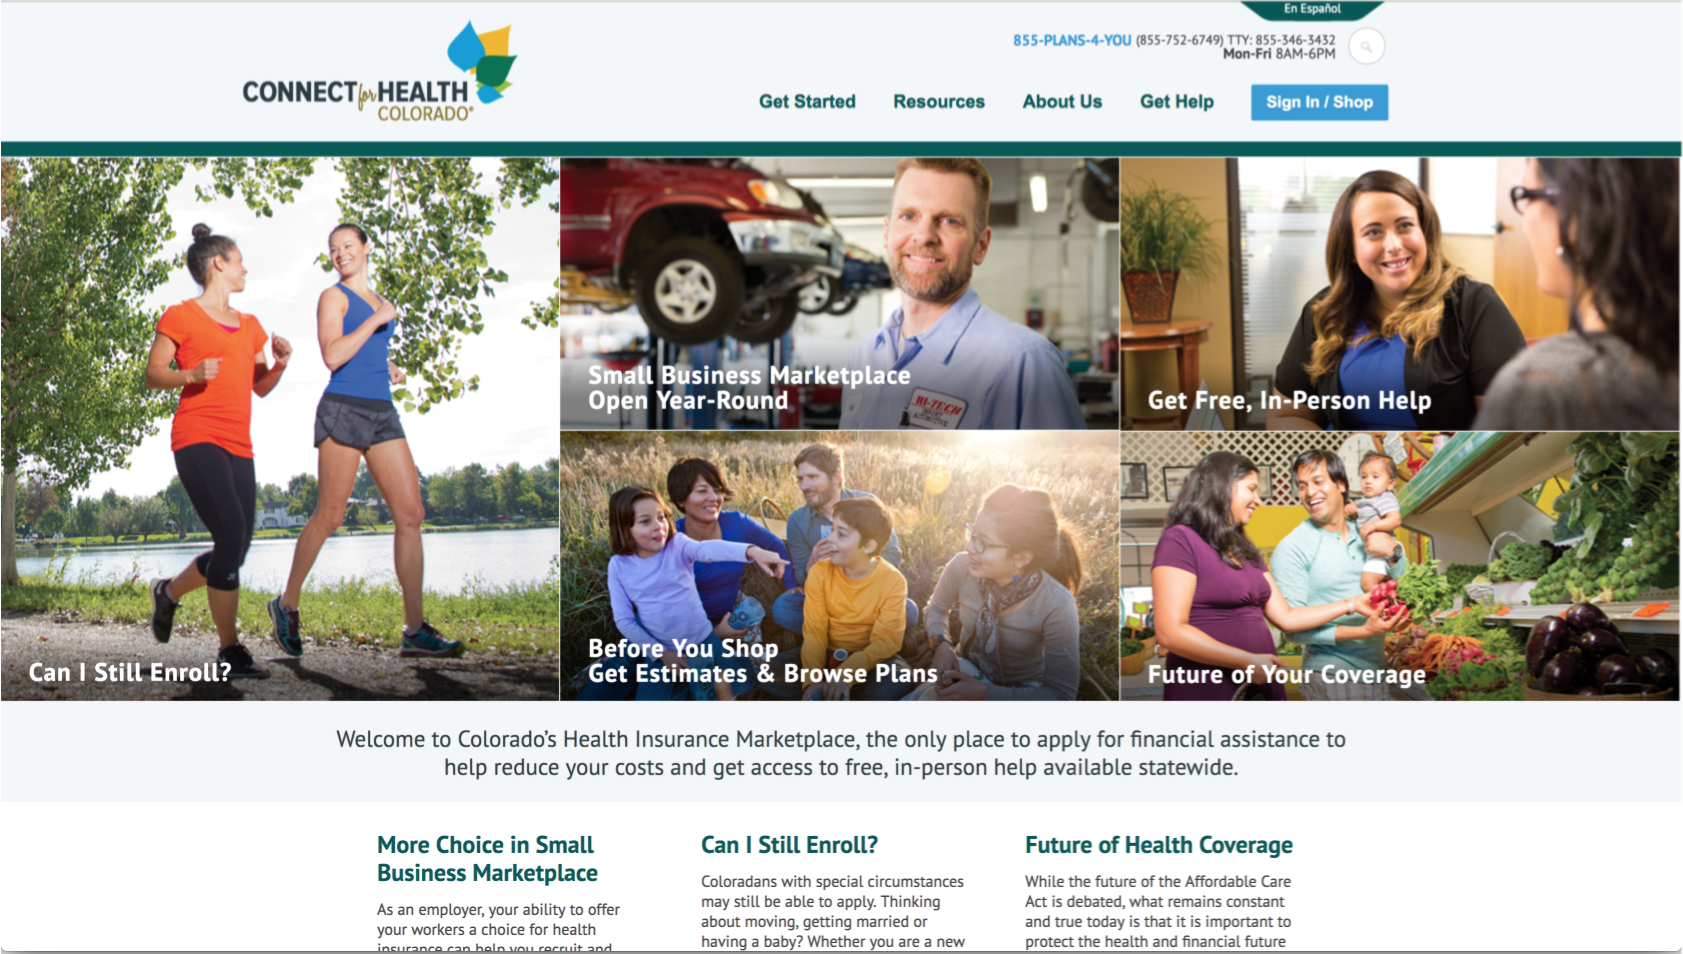 En Español
855-PLANS-4-YOU (855-752-6749) TTY: 855-346-3432
Mon-Fri 8AM-6PM
CONNECT for HEALTH
COLORADO®
Get Started
Resources
About Us
Get Help
Sign In / Shop
Can I Still Enroll?
Small Business Marketplace
Open Year-Round
HI-TECH
Get Free, In-Person Help
Before You Shop
Get Estimates & Browse Plans
Future of Your Coverage
Welcome to Colorado’s Health Insurance Marketplace, the only place to apply for financial assistance to
help reduce your costs and get access to free, in-person help available statewide.
More Choice in Small
Business Marketplace
As an employer, your ability to offer
your workers a choice for health
insurance can help you recruit and
Can I Still Enroll?
Coloradans with special circumstances
may still be able to apply. Thinking
about moving, getting married or
having a baby? Whether you are a new
Future of Health Coverage
While the future of the Affordable Care
Act is debated, what remains constant
and true today is that it is important to
protect the health and financial future